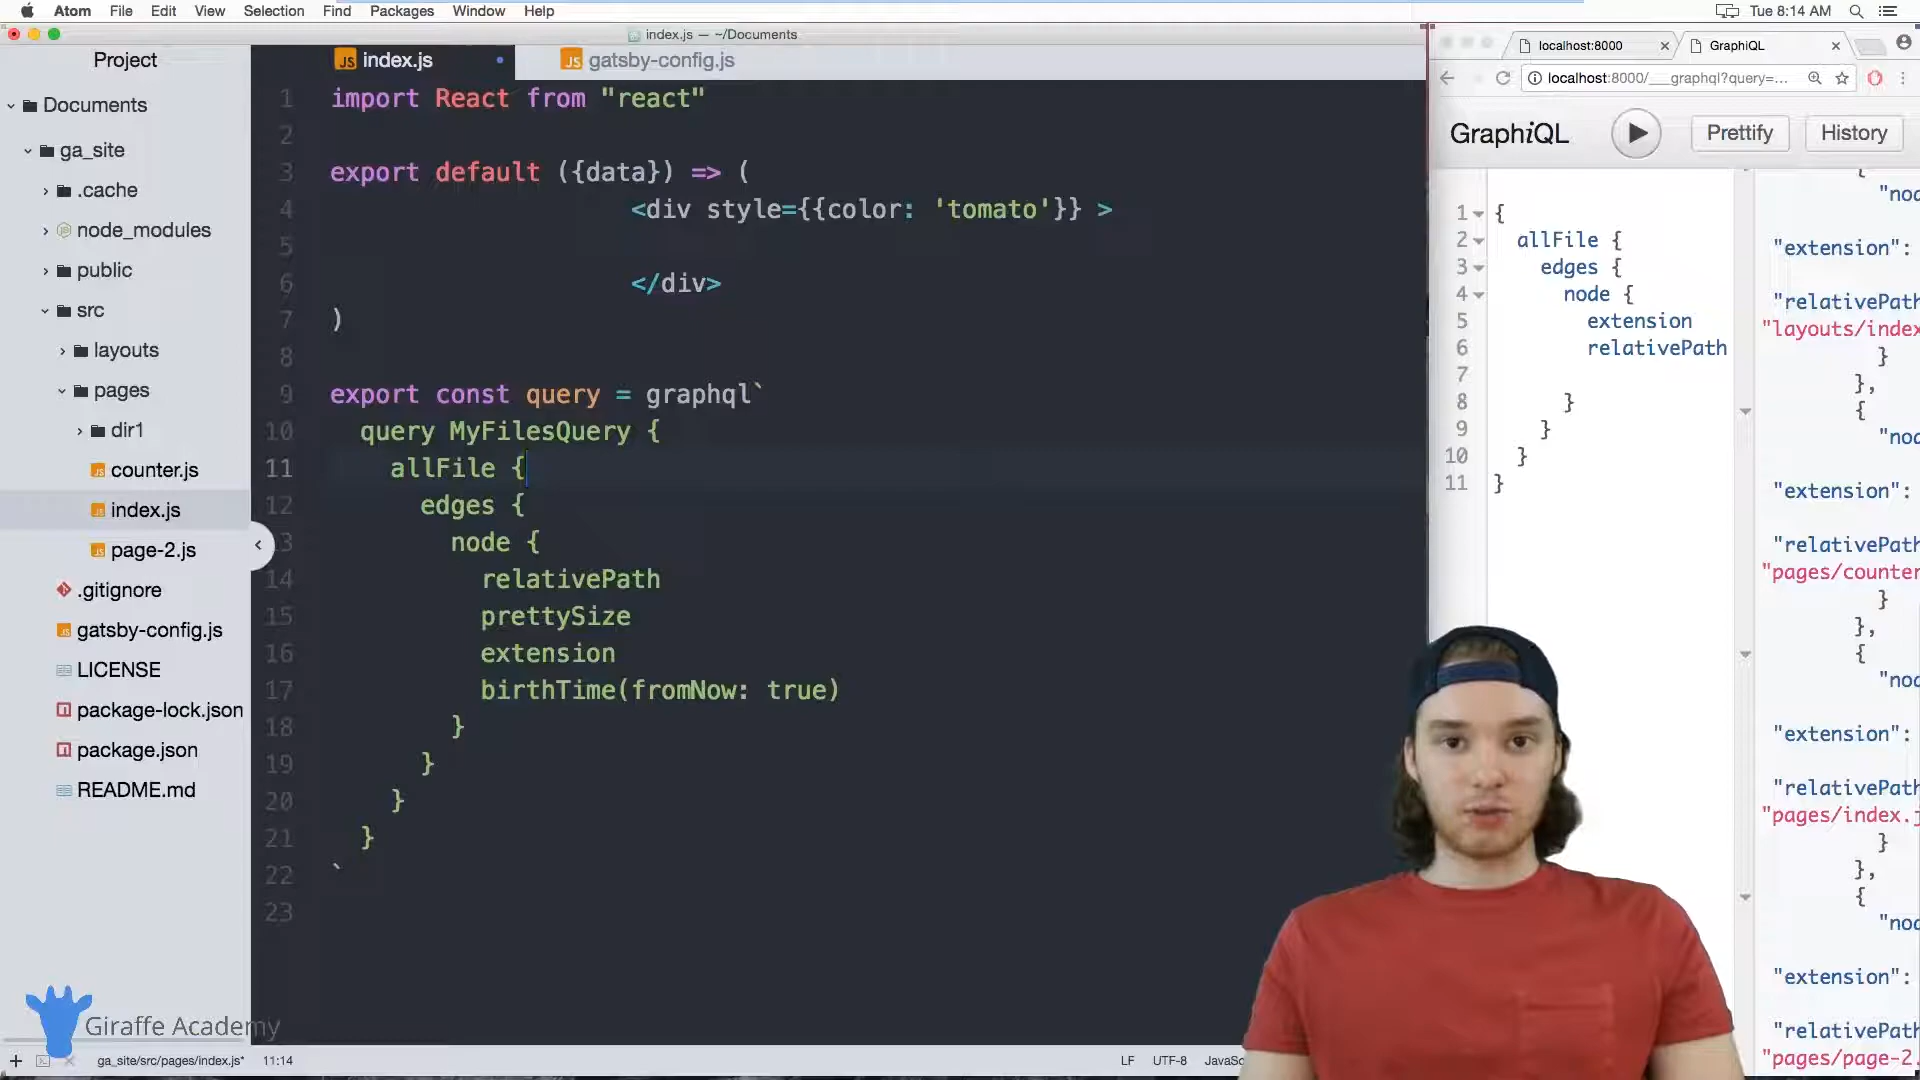 Atom File Edit View Selection Find Packages Window Help Tue 8:14 AM
index.js — ~/Documents
Project
Documents
ga_site
.cache
node_modules
public
src
layouts
pages
dir1
counter.js
index.js
page-2.js
.gitignore
gatsby-config.js
LICENSE
package-lock.json
package.json
README.md
Giraffe Academy
index.js gatsby-config.js
1 import React from "react"
2
3 export default ({data}) => (
4 <div style={{color: 'tomato'}} >
5
6 </div>
7 )
8
9 export const query = graphql`
10 query MyFilesQuery {
11 allFile {
12 edges {
3 node {
14 relativePath
15 prettySize
16 extension
17 birthTime(fromNow: true)
18 }
19 }
20 }
21 }
22 `
23
ga_site/src/pages/index.js* 11:14 LF UTF-8
localhost:8000 GraphiQL
localhost:8000/___graphql?query=...
GraphiQL Prettify History
1 {
2 allFile {
3 edges {
4 node {
5 extension
6 relativePath
7
8 }
9 }
10 }
11 }
{
"extension":
"layouts/index
}
},
{
"extension":
"pages/counter
}
},
{
"extension":
"pages/index.j
}
},
{
"extension":
"pages/page-2.